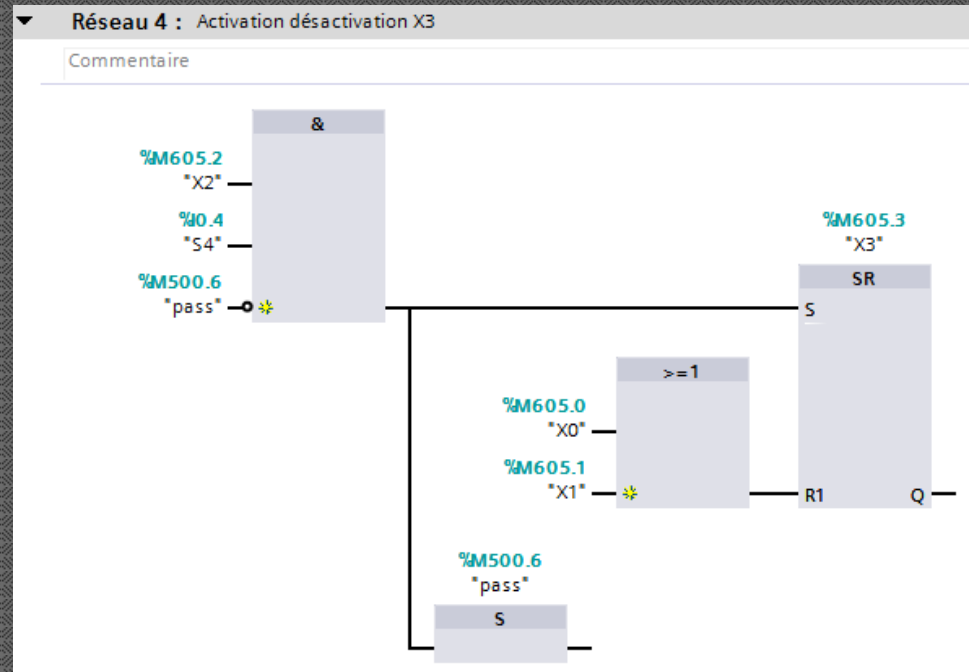 Réseau 4 : Activation désactivation X3
Commentaire
&
%M605.2
"X2"
%I0.4
"S4"
%M500.6
"pass"
%M605.3
"X3"
SR
S
>=1
%M605.0
"X0"
%M605.1
"X1"
R1 Q
%M500.6
"pass"
S